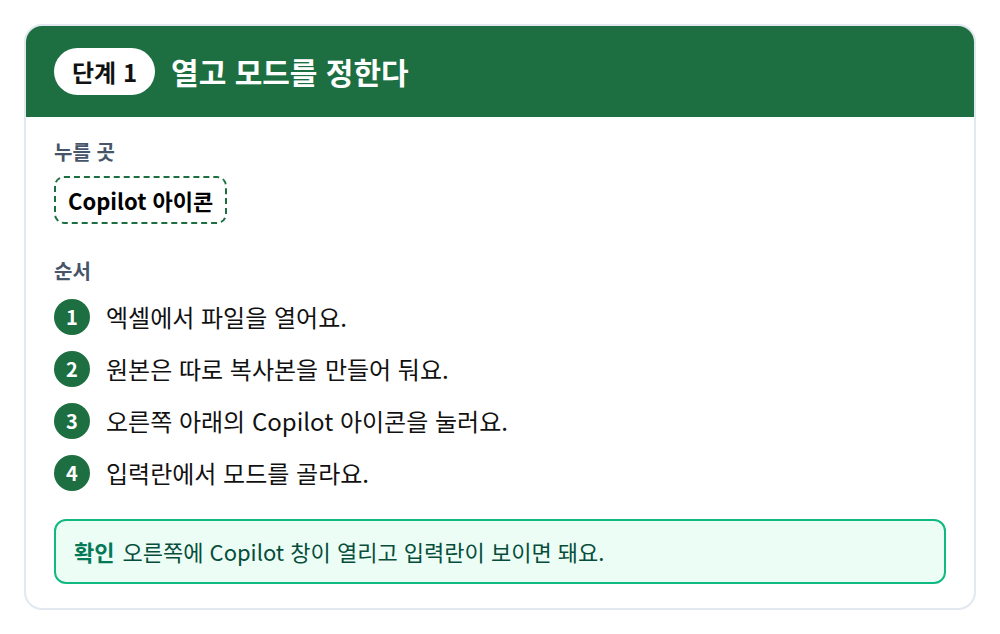 단계 1 열고 모드를 정한다
누를 곳
Copilot 아이콘
순서
1 엑셀에서 파일을 열어요.
2 원본은 따로 복사본을 만들어 둬요.
3 오른쪽 아래의 Copilot 아이콘을 눌러요.
4 입력란에서 모드를 골라요.
확인 오른쪽에 Copilot 창이 열리고 입력란이 보이면 돼요.